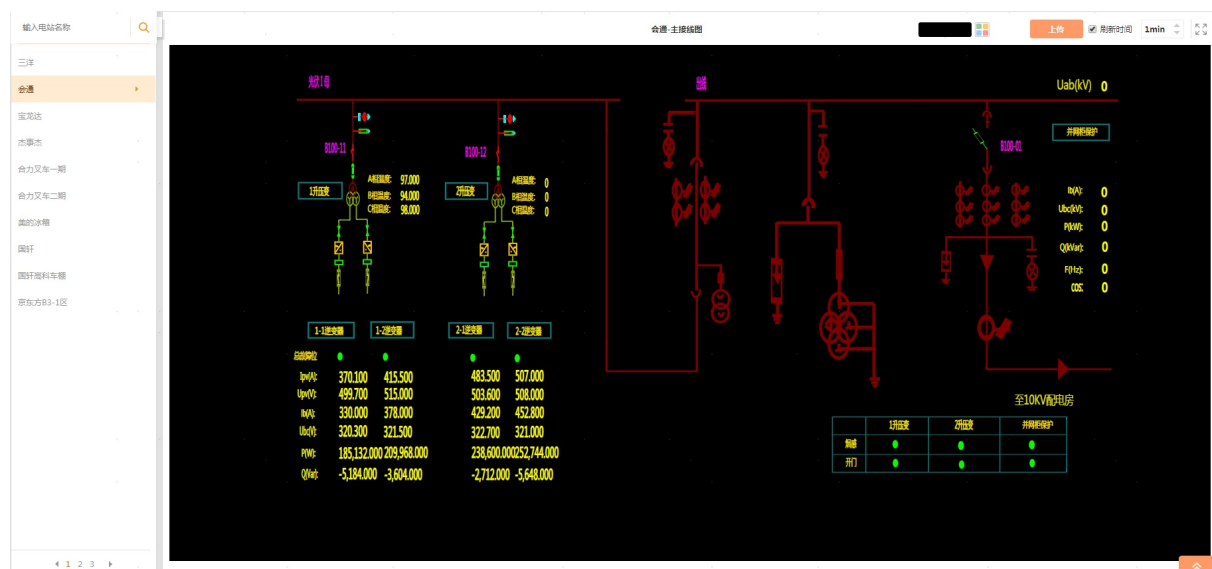 输入电站名称
会通-主接线图
上传
刷新时间 1min
三洋
会通
宝龙达
杰事杰
合力叉车一期
合力叉车二期
美的冰箱
国轩
国轩高科车棚
京东方B3-1区
1 2 3
光伏I母
出线
Uab(kV) 0
并网柜保护
B100-11
B100-12
B100-01
1升压变
A相温度: 97.000
B相温度: 94.000
C相温度: 98.000
2升压变
A相温度: 0
B相温度: 0
C相温度: 0
Ib(A): 0
Ubc(kV): 0
P(kW): 0
Q(kVar): 0
F(Hz): 0
COS: 0
1-1逆变器 1-2逆变器 2-1逆变器 2-2逆变器
总故障位
Ipv(A): 370.100 415.500 483.500 507.000
Upv(V): 499.700 515.000 503.600 508.000
Ib(A): 330.000 378.000 429.200 452.800
Ubc(V): 320.300 321.500 322.700 321.000
P(W): 185,132.000 209,968.000 238,600.000 252,744.000
Q(Var): -5,184.000 -3,604.000 -2,712.000 -5,648.000
至10KV配电房
1升压变 2升压变 并网柜保护
烟感
开门